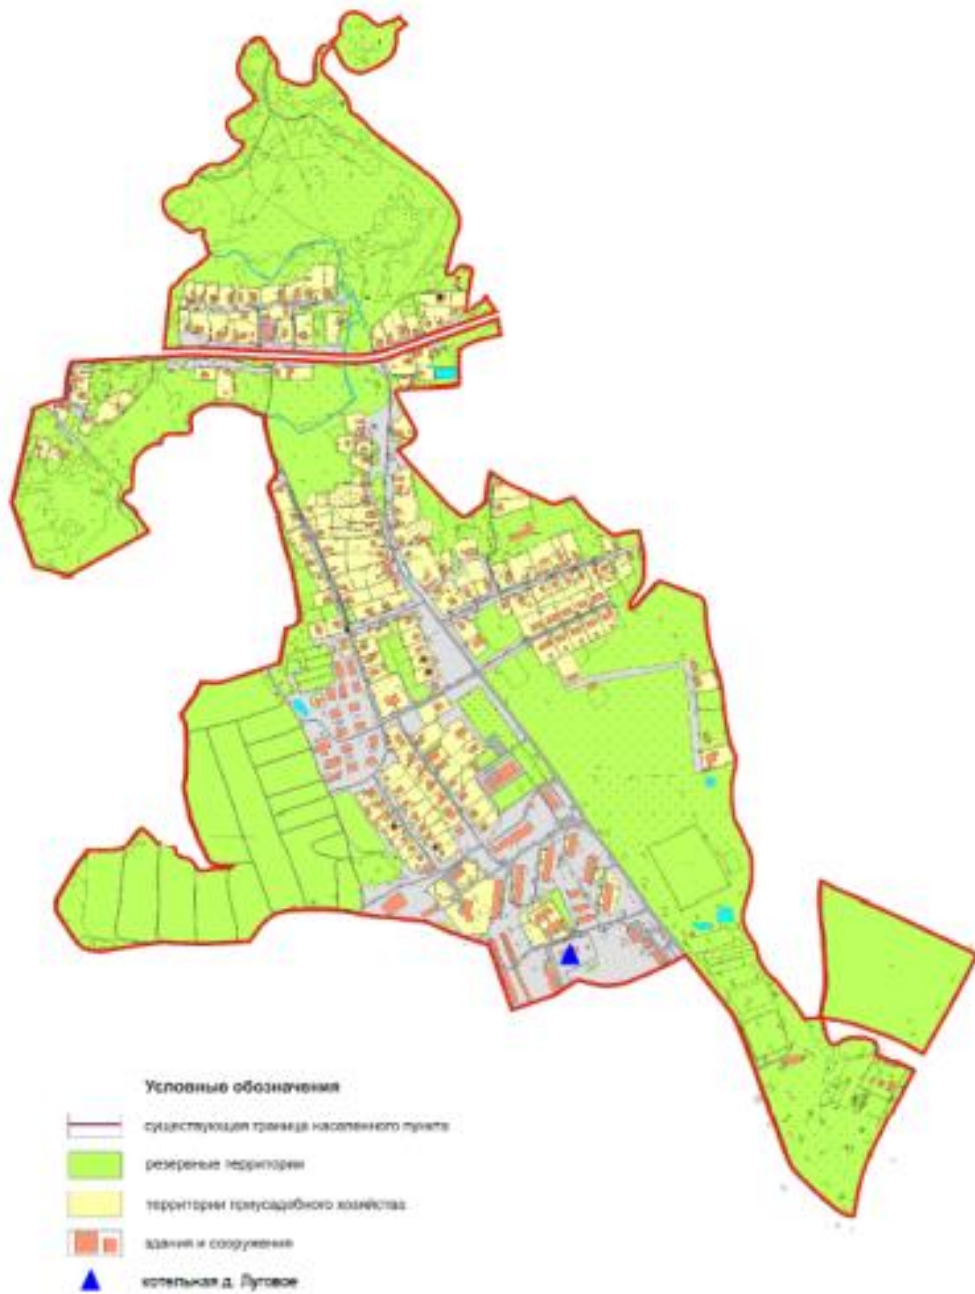 Условные обозначения
существующая граница населенного пункта
резервные территории
территории приусадебного хозяйства
здания и сооружения
котельная д. Луговое